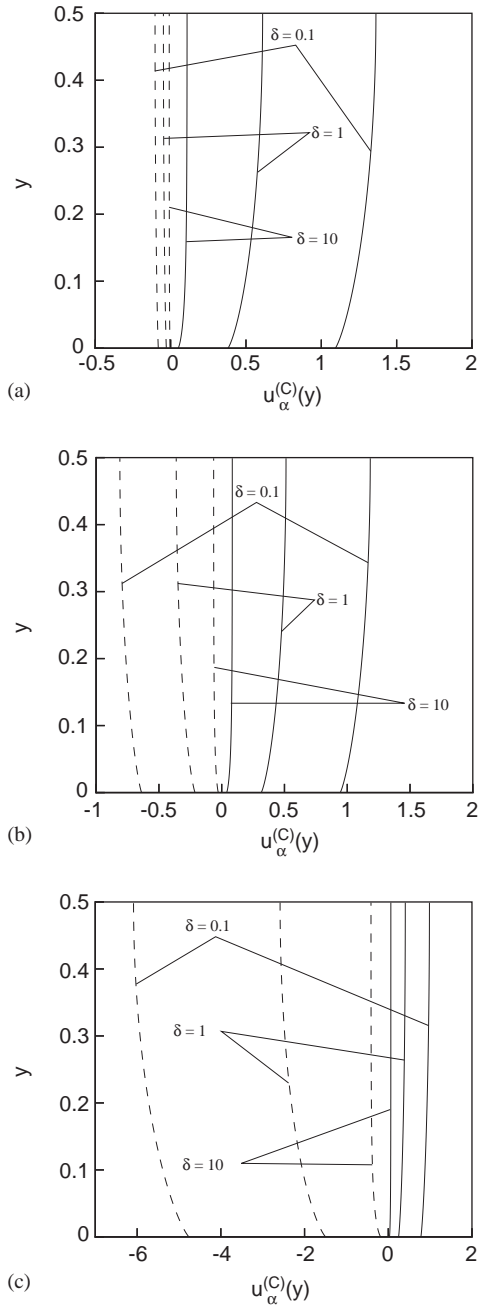 0.5
δ = 0.1
0.4
0.3
δ = 1
y
0.2
δ = 10
0.1
0
-0.5 0 0.5 1 1.5 2
(a)
u_α^(C)(y)
0.5
δ = 0.1
0.4
0.3
δ = 1
y
0.2
δ = 10
0.1
0
-1 -0.5 0 0.5 1 1.5 2
(b)
u_α^(C)(y)
0.5
δ = 0.1
0.4
0.3
δ = 1
y
0.2
δ = 10
0.1
0
-6 -4 -2 0 2
(c)
u_α^(C)(y)